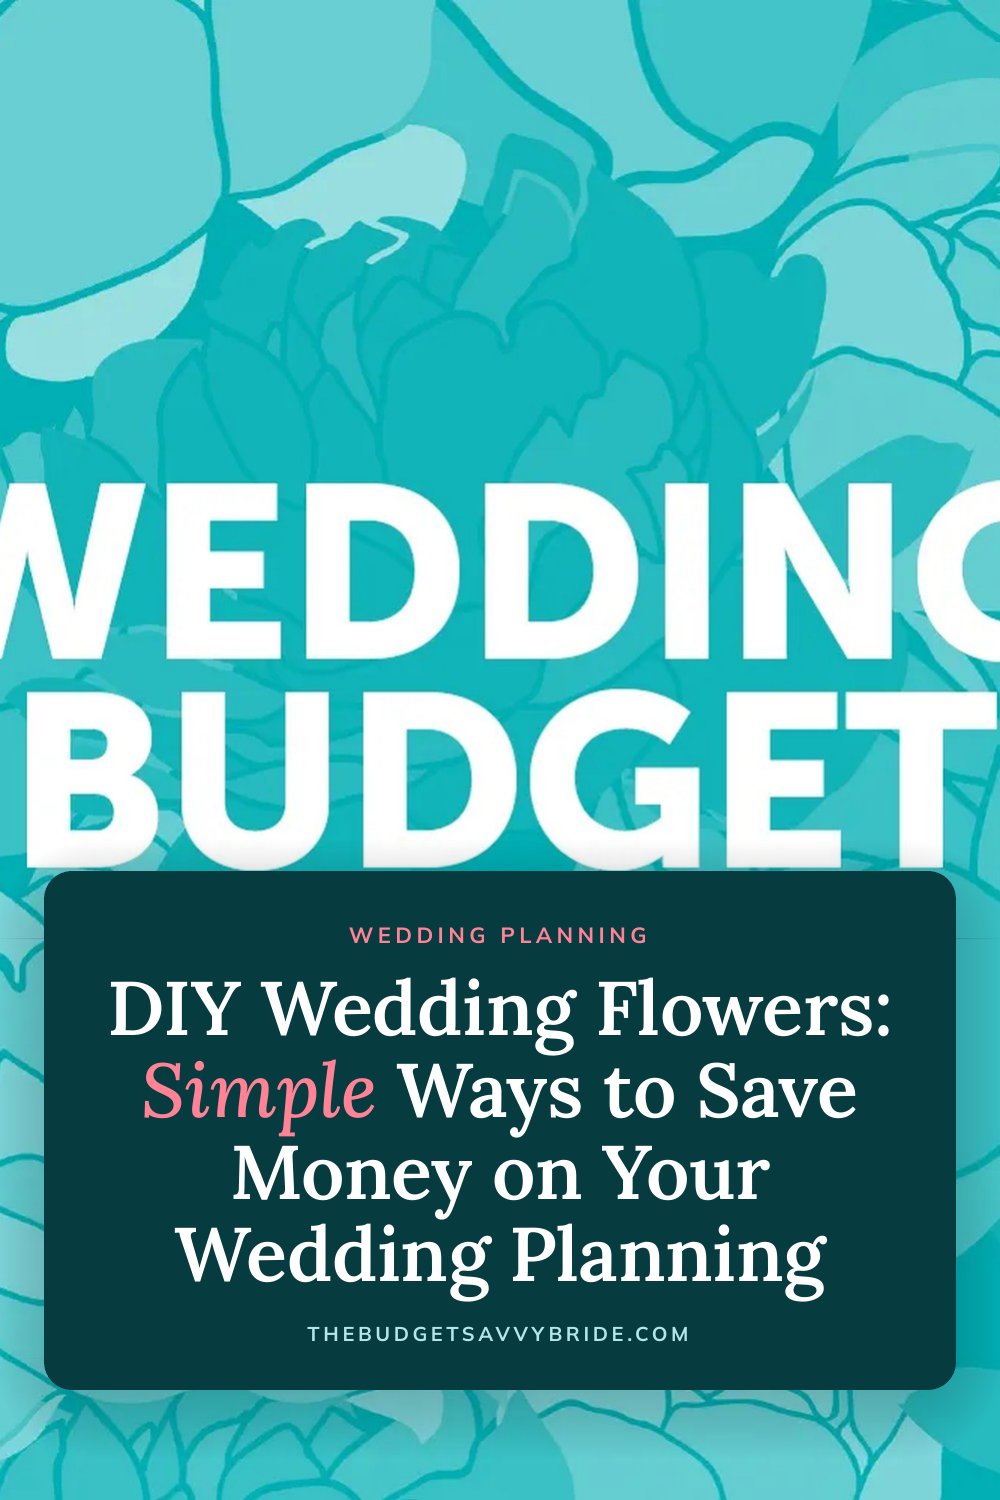 WEDDING
BUDGET
WEDDING PLANNING
DIY Wedding Flowers:
Simple Ways to Save
Money on Your
Wedding Planning
THEBUDGETSAVVYBRIDE.COM